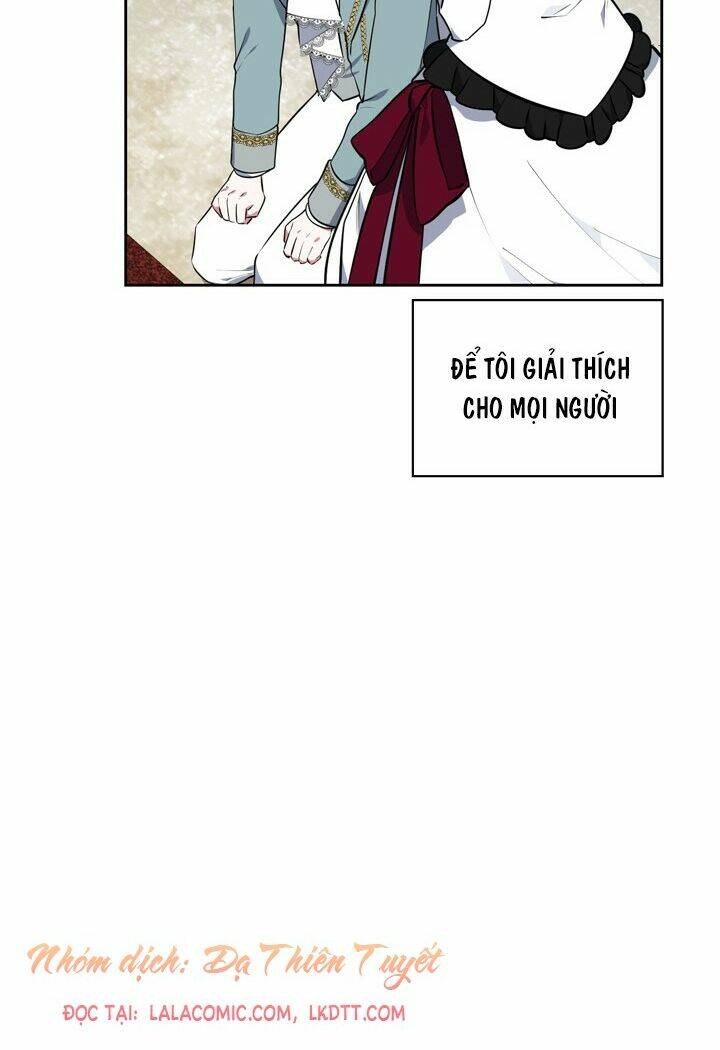 ĐỂ TÔI GIẢI THÍCH
CHO MỌI NGƯỜI
Nhóm dịch: Dạ Thiên Tuyết
ĐỌC TẠI: LALACOMIC.COM, LKDTT.COM